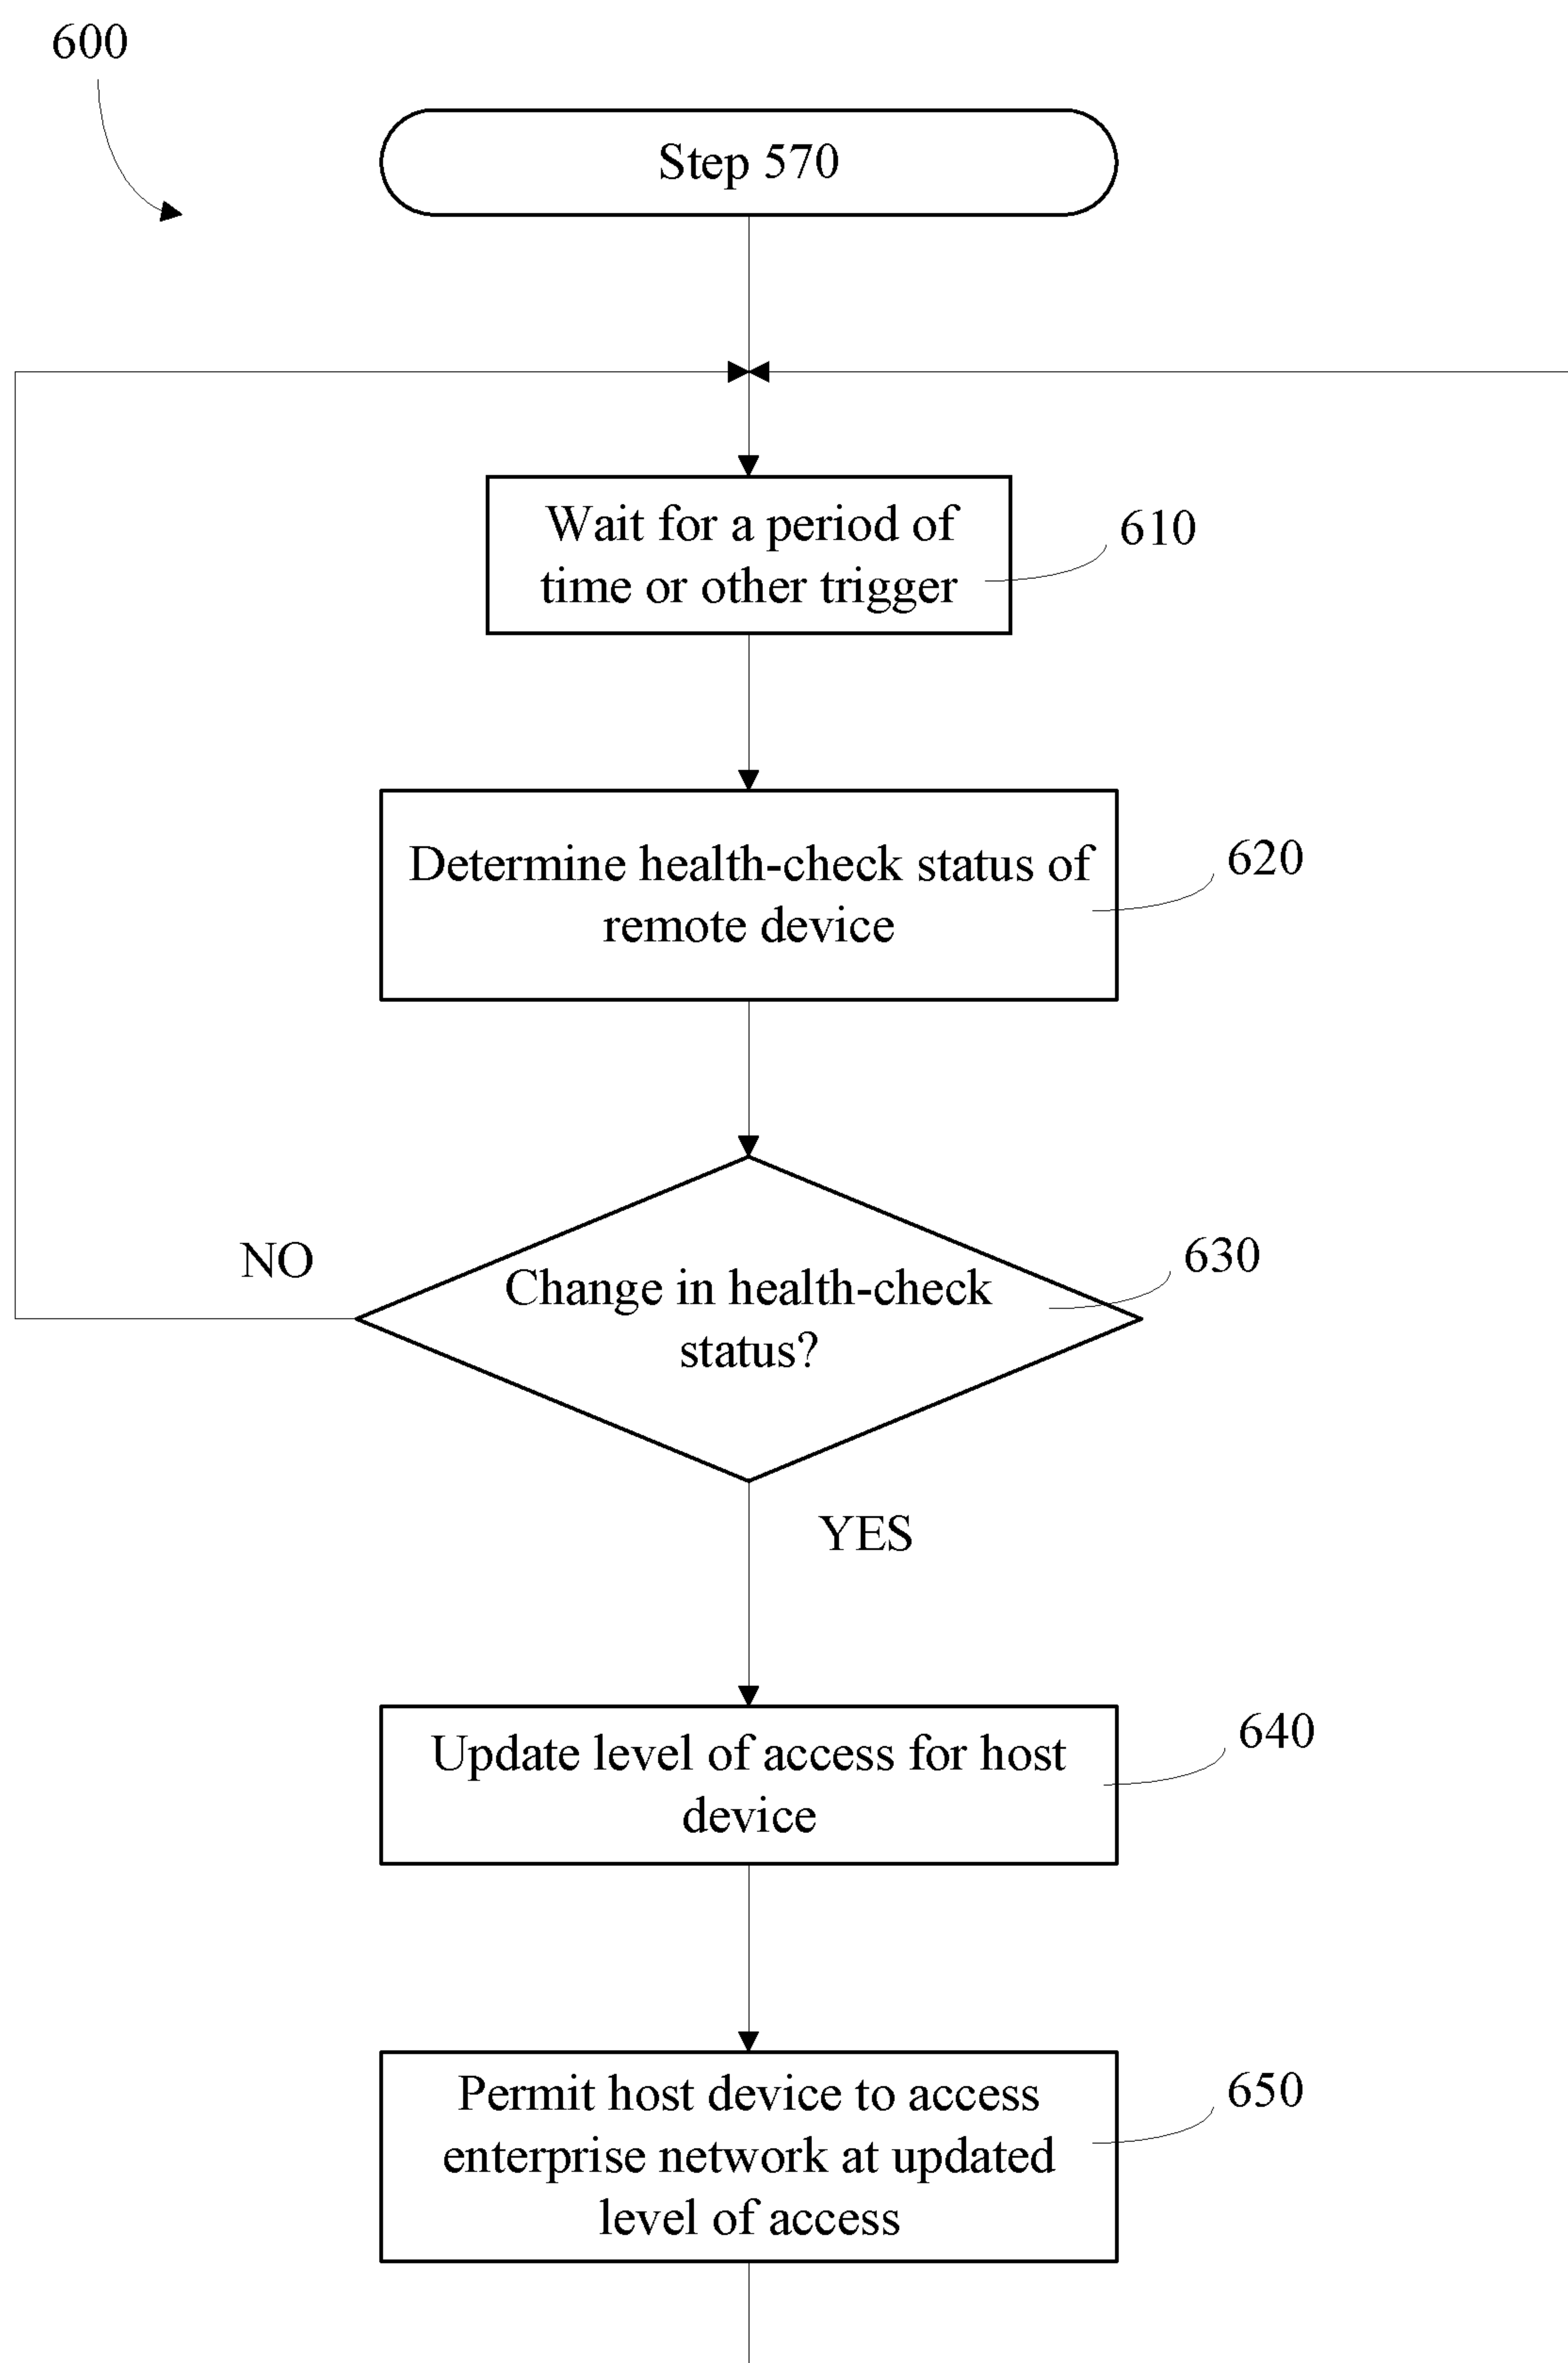 600
Step 570
Wait for a period of
time or other trigger
610
Determine health-check status of
remote device
620
NO
Change in health-check
status?
630
YES
Update level of access for host
device
640
Permit host device to access
enterprise network at updated
level of access
650